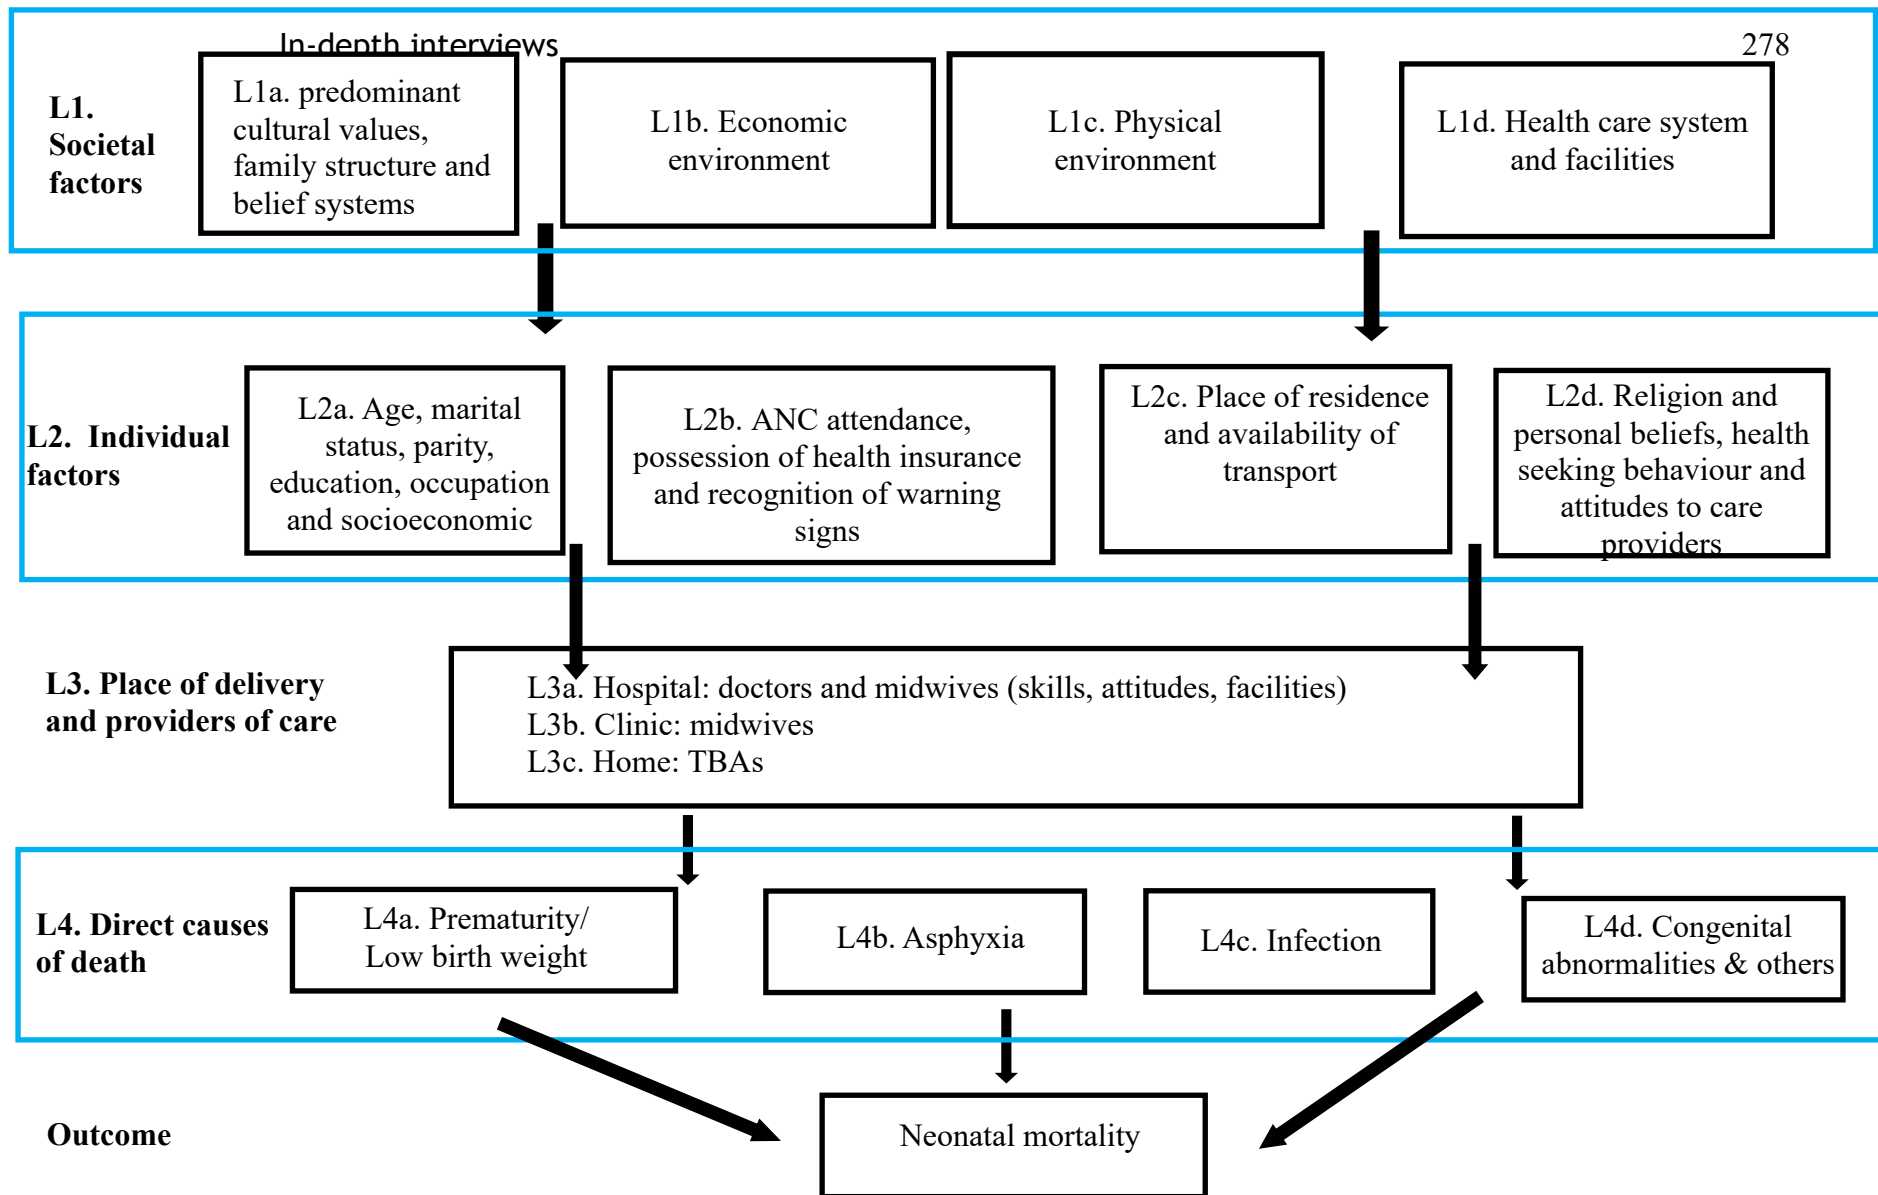 In-depth interviews
278
L1.
Societal
factors
L1a. predominant
cultural values,
family structure and
belief systems
L1b. Economic
environment
L1c. Physical
environment
L1d. Health care system
and facilities
L2. Individual
factors
L2a. Age, marital
status, parity,
education, occupation
and socioeconomic
L2b. ANC attendance,
possession of health insurance
and recognition of warning
signs
L2c. Place of residence
and availability of
transport
L2d. Religion and
personal beliefs, health
seeking behaviour and
attitudes to care
providers
L3. Place of delivery
and providers of care
L3a. Hospital: doctors and midwives (skills, attitudes, facilities)
L3b. Clinic: midwives
L3c. Home: TBAs
L4. Direct causes
of death
L4a. Prematurity/
Low birth weight
L4b. Asphyxia
L4c. Infection
L4d. Congenital
abnormalities & others
Outcome
Neonatal mortality